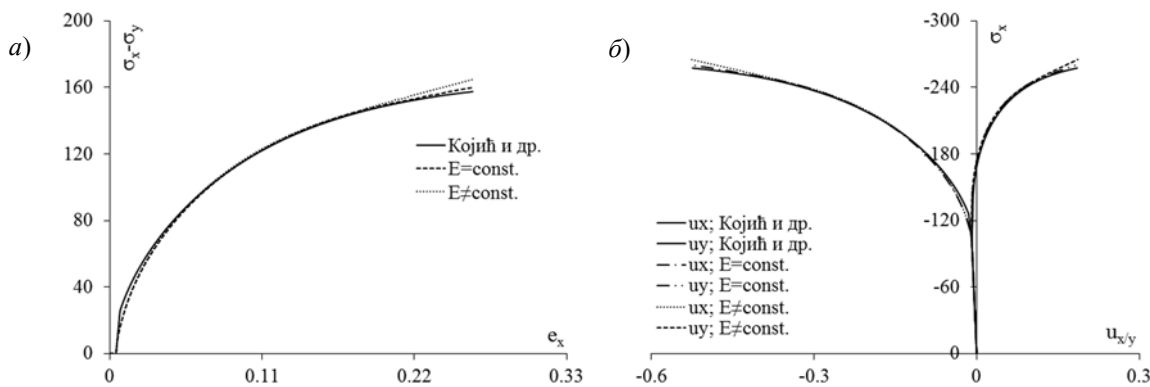 а)
σx-σy
200
160
120
80
40
0
0
0.11
0.22
0.33
ex
Којић и др.
E=const.
E≠const.
б)
σx
-300
-240
-180
-120
-60
0
-0.6
-0.3
0
0.3
ux/y
ux; Којић и др.
uy; Којић и др.
ux; E=const.
uy; E=const.
ux; E≠const.
uy; E≠const.